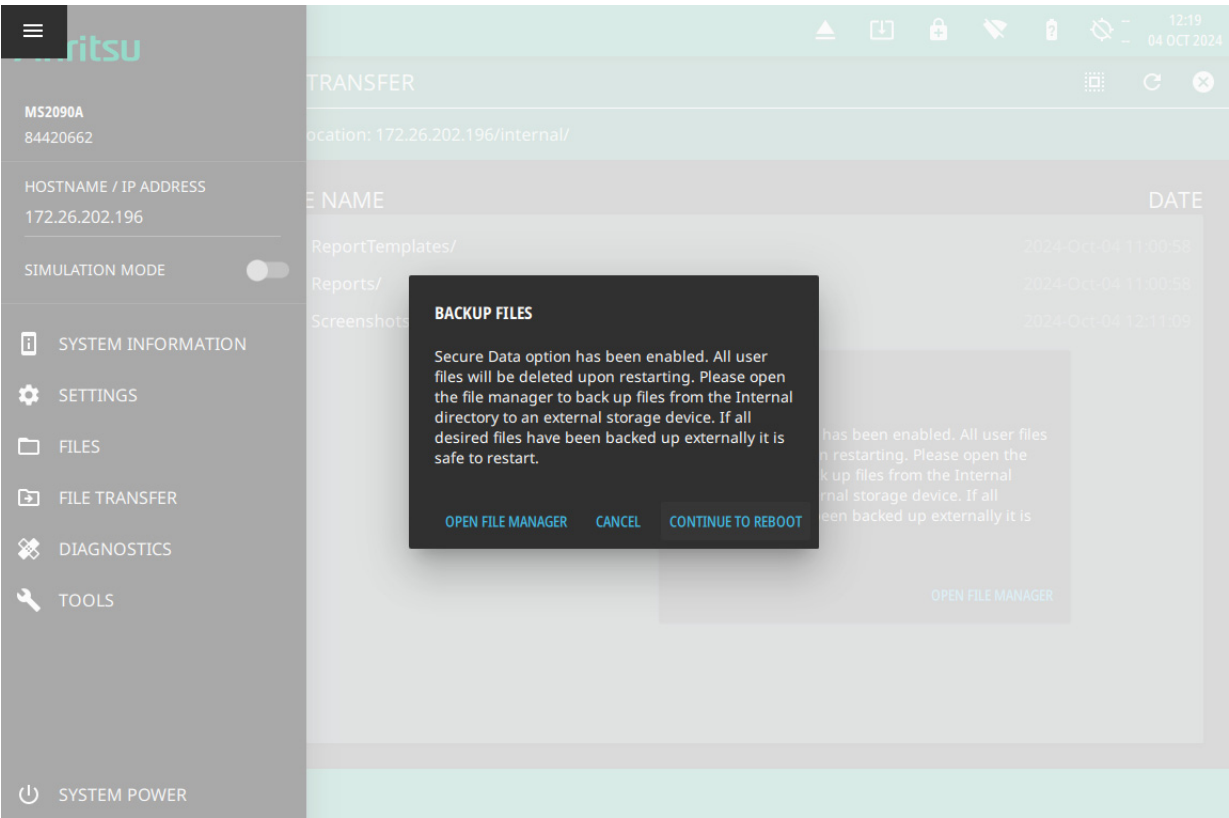 ritsu
12:19
04 OCT 2024
TRANSFER
MS2090A
84420662
ocation: 172.26.202.196/internal/
HOSTNAME / IP ADDRESS
172.26.202.196
SIMULATION MODE
SYSTEM INFORMATION
SETTINGS
FILES
FILE TRANSFER
DIAGNOSTICS
TOOLS
SYSTEM POWER
E NAME DATE
ReportTemplates/ 2024-Oct-04 11:00:58
Reports/ 2024-Oct-04 11:00:58
Screenshots 2024-Oct-04 12:11:09
BACKUP FILES
Secure Data option has been enabled. All user
files will be deleted upon restarting. Please open
the file manager to back up files from the Internal
directory to an external storage device. If all
desired files have been backed up externally it is
safe to restart.
OPEN FILE MANAGER CANCEL CONTINUE TO REBOOT
has been enabled. All user files
n restarting. Please open the
k up files from the Internal
rnal storage device. If all
een backed up externally it is
OPEN FILE MANAGER